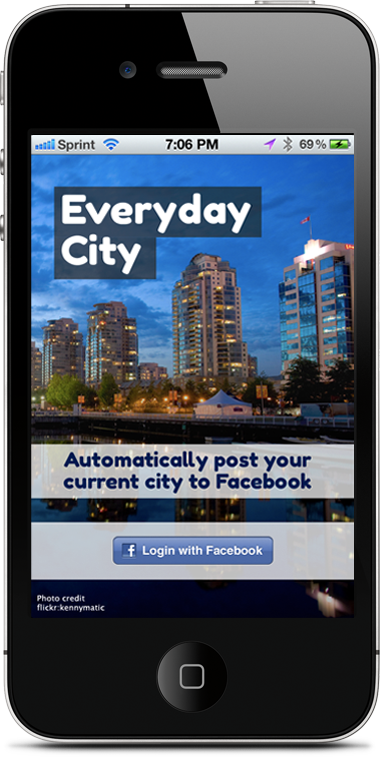 Sprint 7:06 PM 69%
Everyday
City
Automatically post your
current city to Facebook
f Login with Facebook
Photo credit
flickr:kennymatic